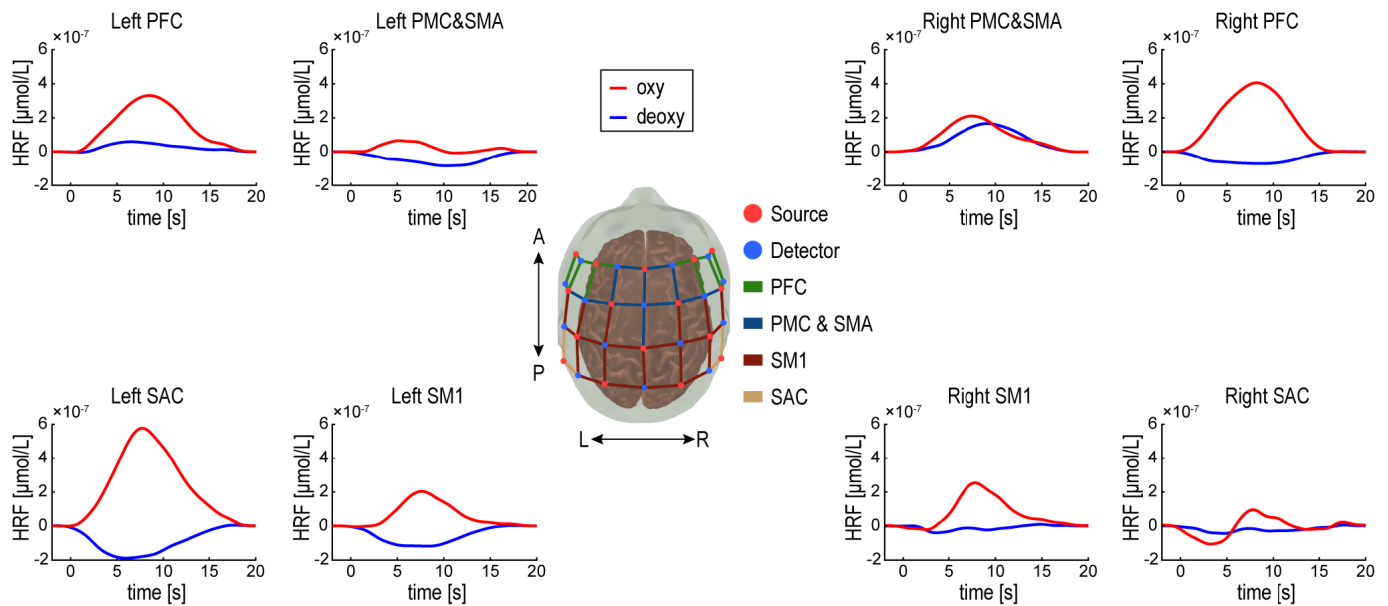 Left PFC
×10⁻⁷
6
4
2
0
-2
HRF [μmol/L]
0 5 10 15 20
time [s]
Left PMC&SMA
×10⁻⁷
6
4
2
0
-2
HRF [μmol/L]
0 5 10 15 20
time [s]
oxy
deoxy
Right PMC&SMA
×10⁻⁷
6
4
2
0
-2
HRF [μmol/L]
0 5 10 15 20
time [s]
Right PFC
×10⁻⁷
6
4
2
0
-2
HRF [μmol/L]
0 5 10 15 20
time [s]
A
P
L R
Source
Detector
PFC
PMC & SMA
SM1
SAC
Left SAC
×10⁻⁷
6
4
2
0
-2
HRF [μmol/L]
0 5 10 15 20
time [s]
Left SM1
×10⁻⁷
6
4
2
0
-2
HRF [μmol/L]
0 5 10 15 20
time [s]
Right SM1
×10⁻⁷
6
4
2
0
-2
HRF [μmol/L]
0 5 10 15 20
time [s]
Right SAC
×10⁻⁷
6
4
2
0
-2
HRF [μmol/L]
0 5 10 15 20
time [s]